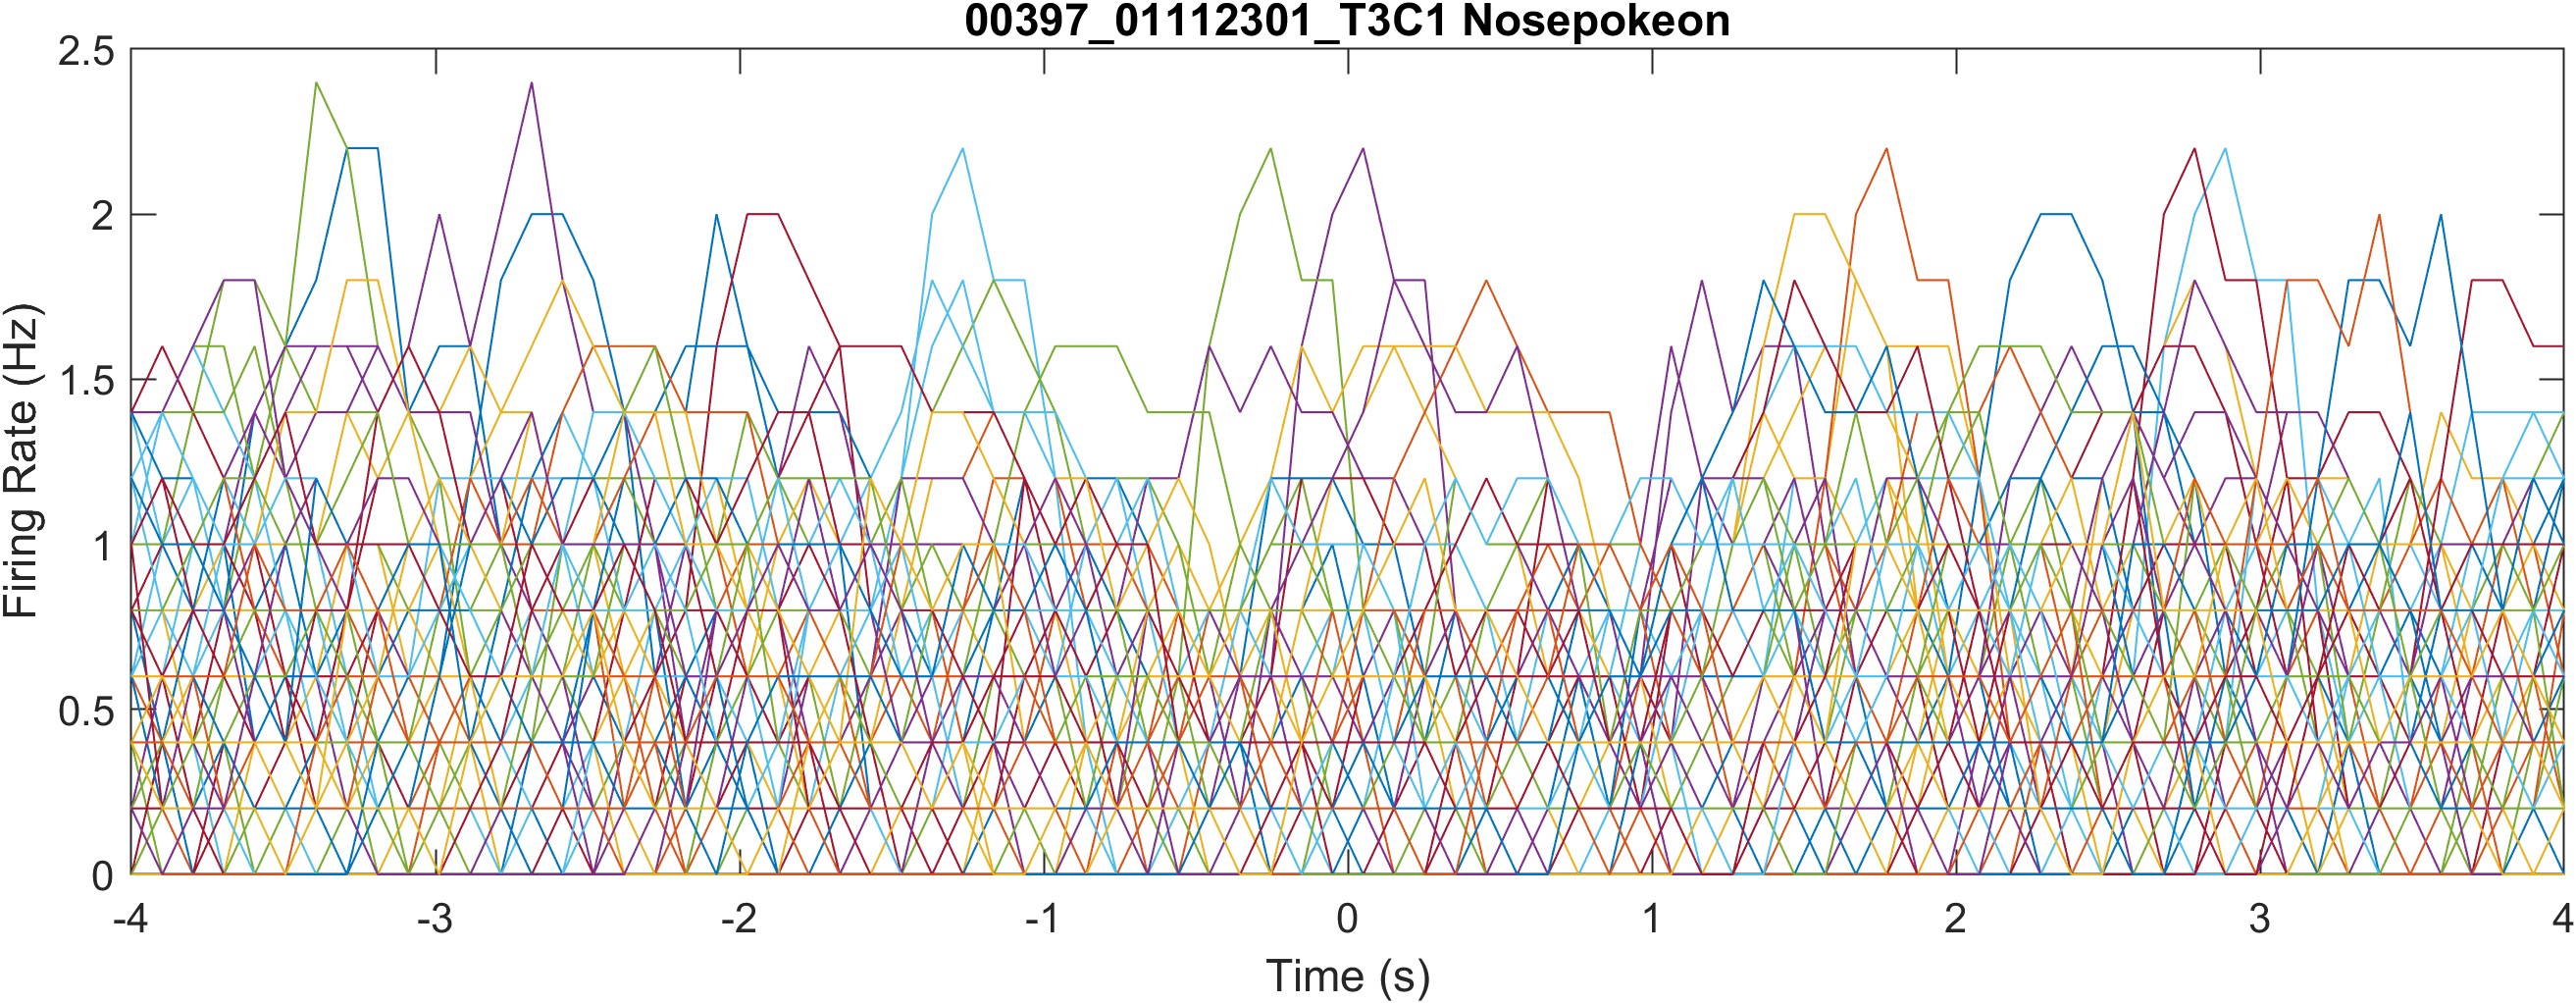 00397_01112301_T3C1 Nosepokeon
Firing Rate (Hz)
2.5
2
1.5
1
0.5
0
-4 -3 -2 -1 0 1 2 3 4
Time (s)